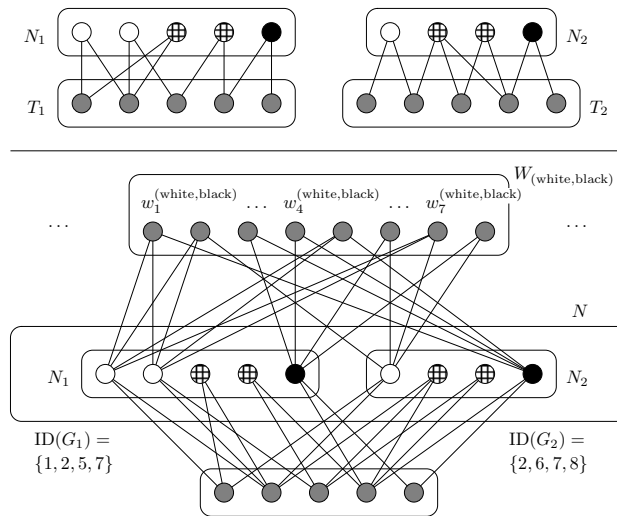 N₁ N₂
T₁ T₂
W₍white,black₎
w₁^(white,black) … w₄^(white,black) … w₇^(white,black)
… …
N
N₁ N₂
ID(G₁) = ID(G₂) =
{1, 2, 5, 7} {2, 6, 7, 8}